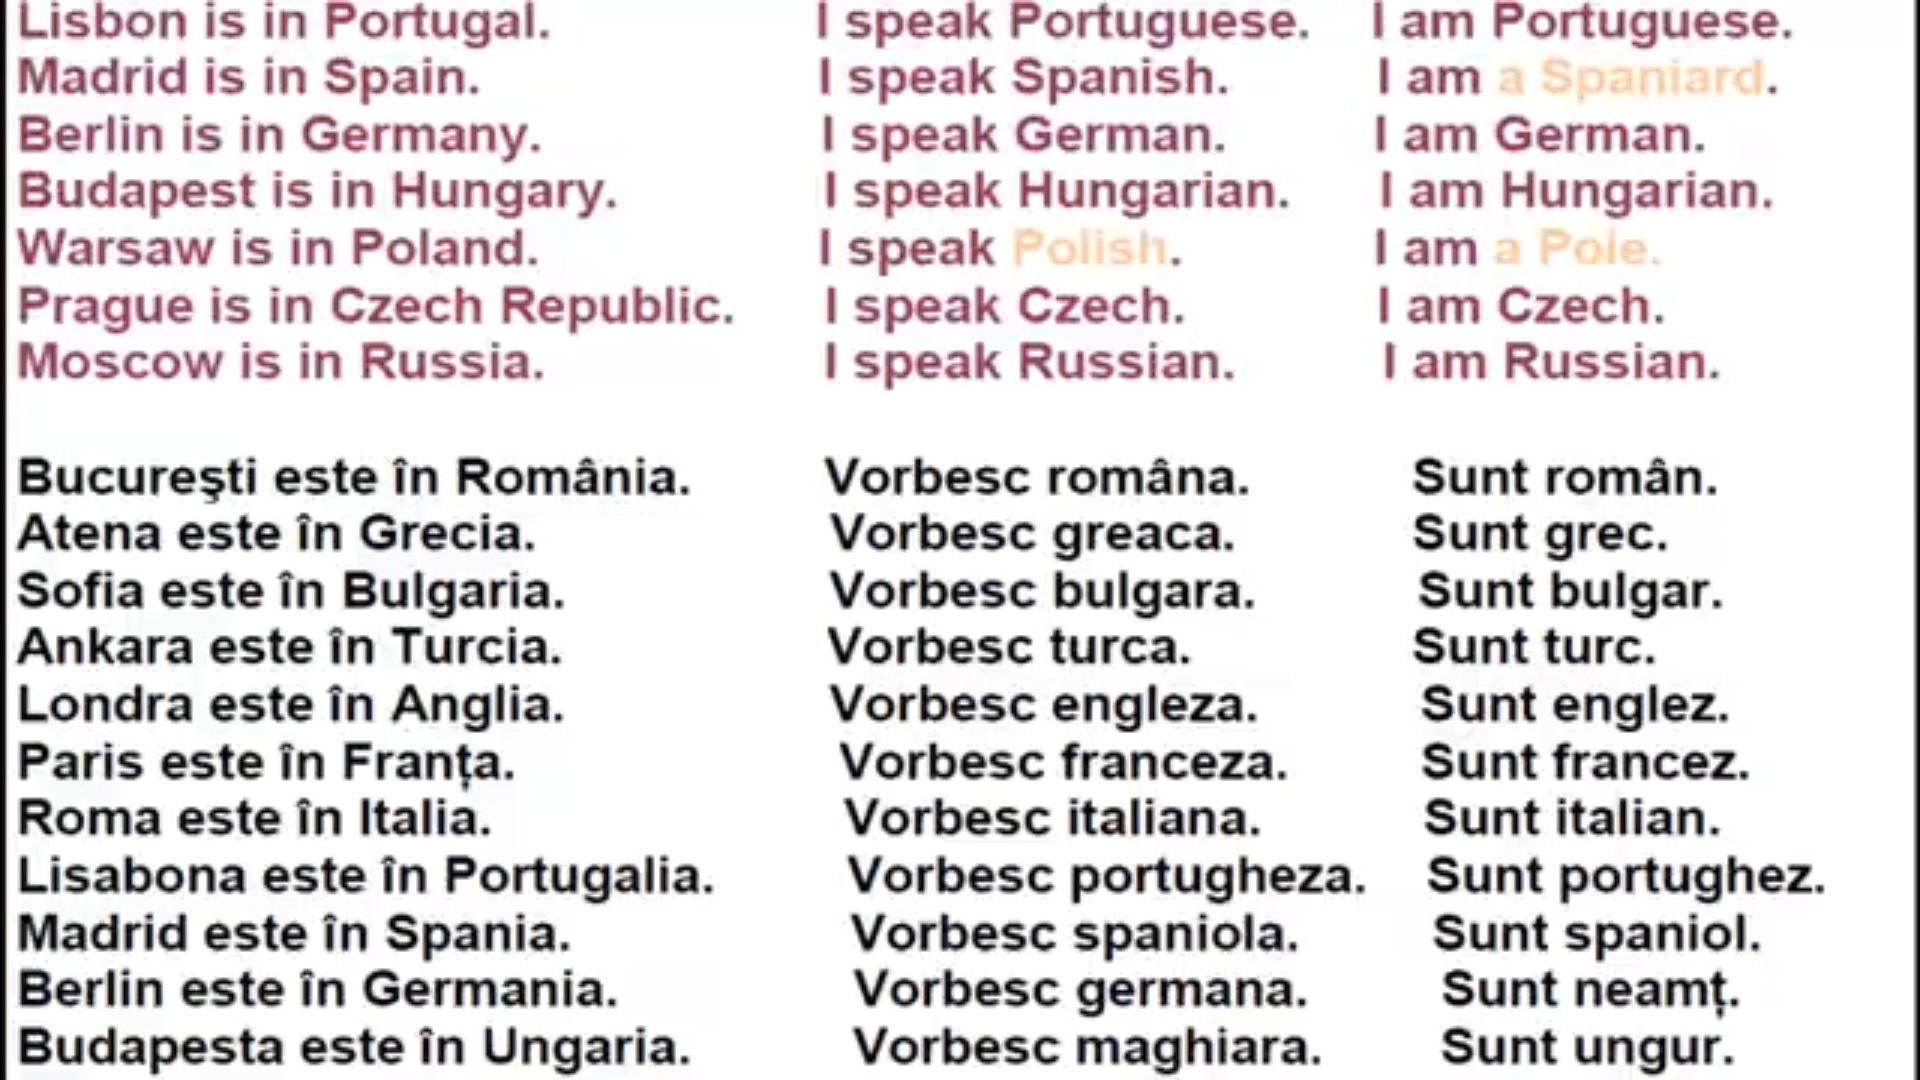 Lisbon is in Portugal. I speak Portuguese. I am Portuguese.
Madrid is in Spain. I speak Spanish. I am a Spaniard.
Berlin is in Germany. I speak German. I am German.
Budapest is in Hungary. I speak Hungarian. I am Hungarian.
Warsaw is in Poland. I speak Polish. I am a Pole.
Prague is in Czech Republic. I speak Czech. I am Czech.
Moscow is in Russia. I speak Russian. I am Russian.
Bucureşti este în România. Vorbesc româna. Sunt român.
Atena este în Grecia. Vorbesc greaca. Sunt grec.
Sofia este în Bulgaria. Vorbesc bulgara. Sunt bulgar.
Ankara este în Turcia. Vorbesc turca. Sunt turc.
Londra este în Anglia. Vorbesc engleza. Sunt englez.
Paris este în Franța. Vorbesc franceza. Sunt francez.
Roma este în Italia. Vorbesc italiana. Sunt italian.
Lisabona este în Portugalia. Vorbesc portugheza. Sunt portughez.
Madrid este în Spania. Vorbesc spaniola. Sunt spaniol.
Berlin este în Germania. Vorbesc germana. Sunt neamț.
Budapesta este în Ungaria. Vorbesc maghiara. Sunt ungur.